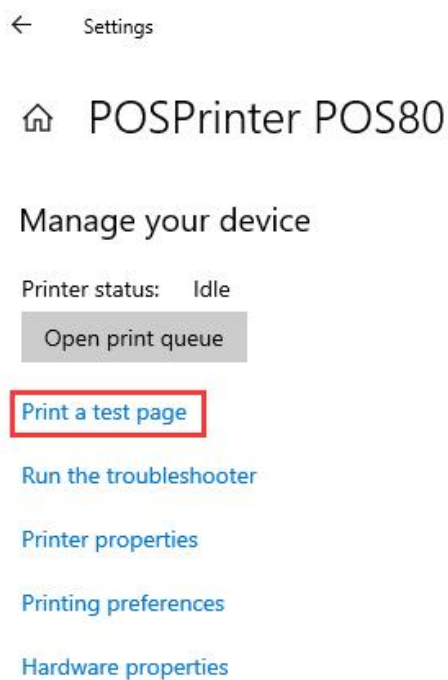 Settings
POSPrinter POS80
Manage your device
Printer status: Idle
Open print queue
Print a test page
Run the troubleshooter
Printer properties
Printing preferences
Hardware properties